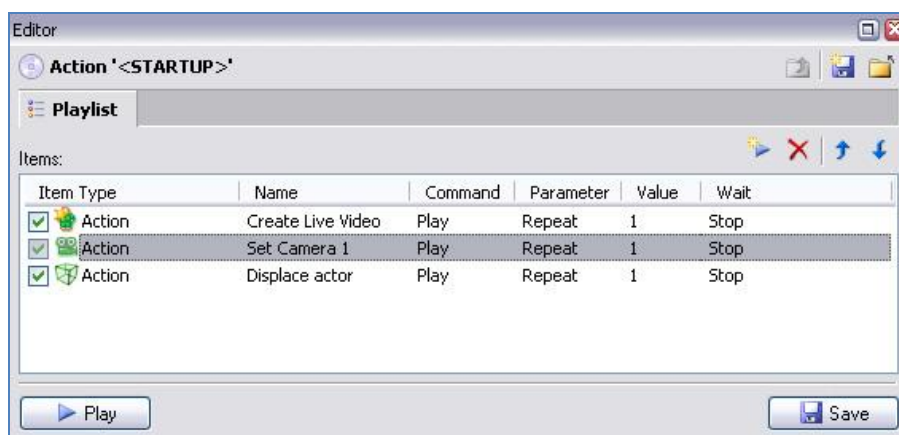 Editor
Action '<STARTUP>'
Playlist
Items:
Item Type Name Command Parameter Value Wait
Action Create Live Video Play Repeat 1 Stop
Action Set Camera 1 Play Repeat 1 Stop
Action Displace actor Play Repeat 1 Stop
Play Save